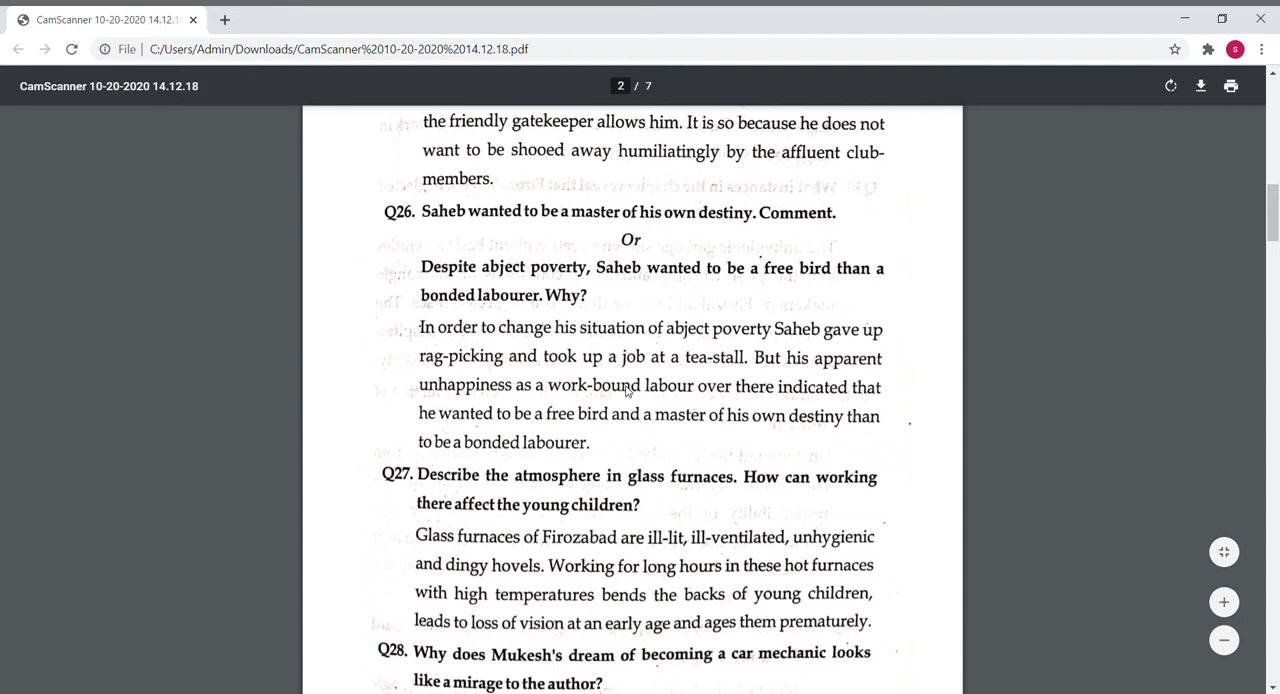 CamScanner 10-20-2020 14.12.1
File C:/Users/Admin/Downloads/CamScanner%2010-20-2020%2014.12.18.pdf
s
CamScanner 10-20-2020 14.12.18
2 / 7
the friendly gatekeeper allows him. It is so because he does not
want to be shooed away humiliatingly by the affluent club-
members.
Q26. Saheb wanted to be a master of his own destiny. Comment.
Or
Despite abject poverty, Saheb wanted to be a free bird than a
bonded labourer. Why?
In order to change his situation of abject poverty Saheb gave up
rag-picking and took up a job at a tea-stall. But his apparent
unhappiness as a work-bound labour over there indicated that
he wanted to be a free bird and a master of his own destiny than
to be a bonded labourer.
Q27. Describe the atmosphere in glass furnaces. How can working
there affect the young children?
Glass furnaces of Firozabad are ill-lit, ill-ventilated, unhygienic
and dingy hovels. Working for long hours in these hot furnaces
with high temperatures bends the backs of young children,
leads to loss of vision at an early age and ages them prematurely.
Q28. Why does Mukesh's dream of becoming a car mechanic looks
like a mirage to the author?